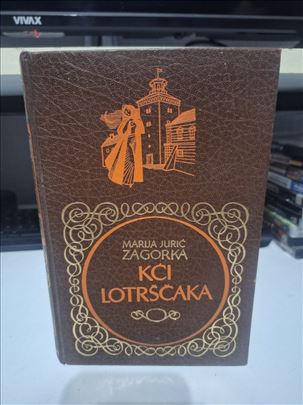 VIVAX
MARIJA JURIĆ
ZAGORKA
KĆI
LOTRŠĆAKA